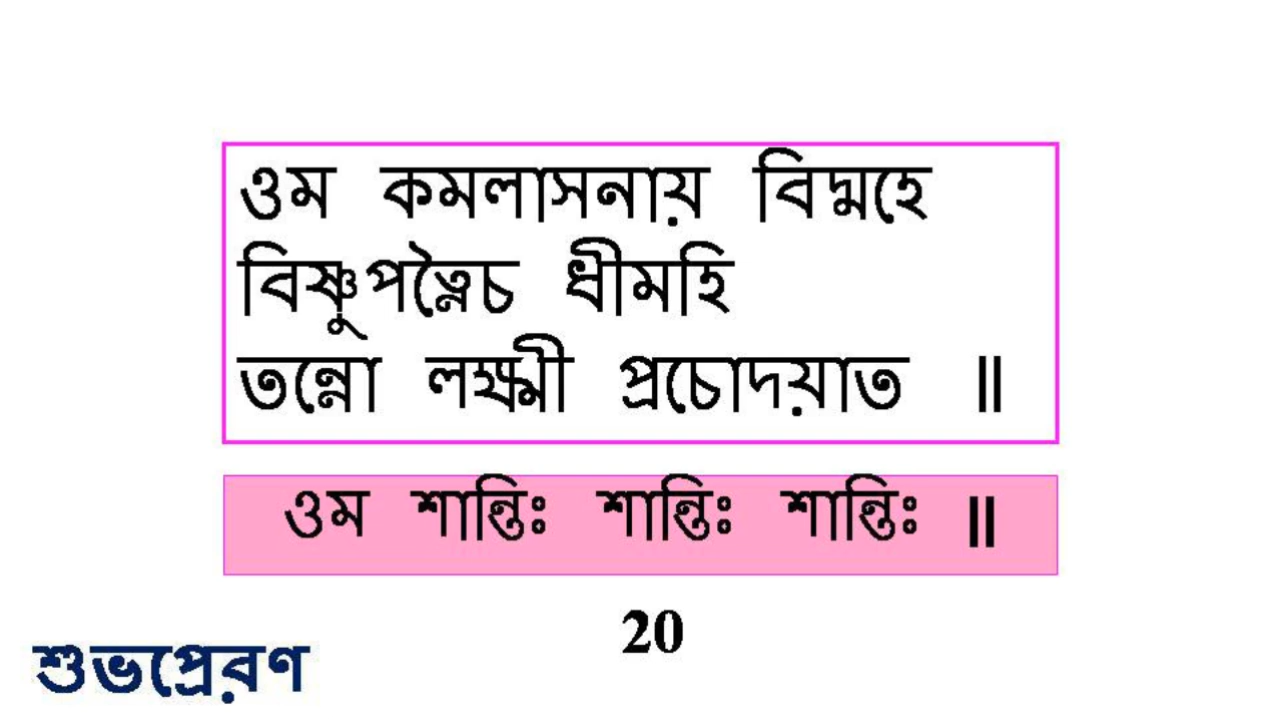 ওম কমলাসনায় বিদ্মহে
বিষ্ণুপত্নৈচ ধীমহি
তন্নো লক্ষ্মী প্রচোদয়াত ॥
ওম শান্তিঃ শান্তিঃ শান্তিঃ ॥
20
শুভপ্রেরণ